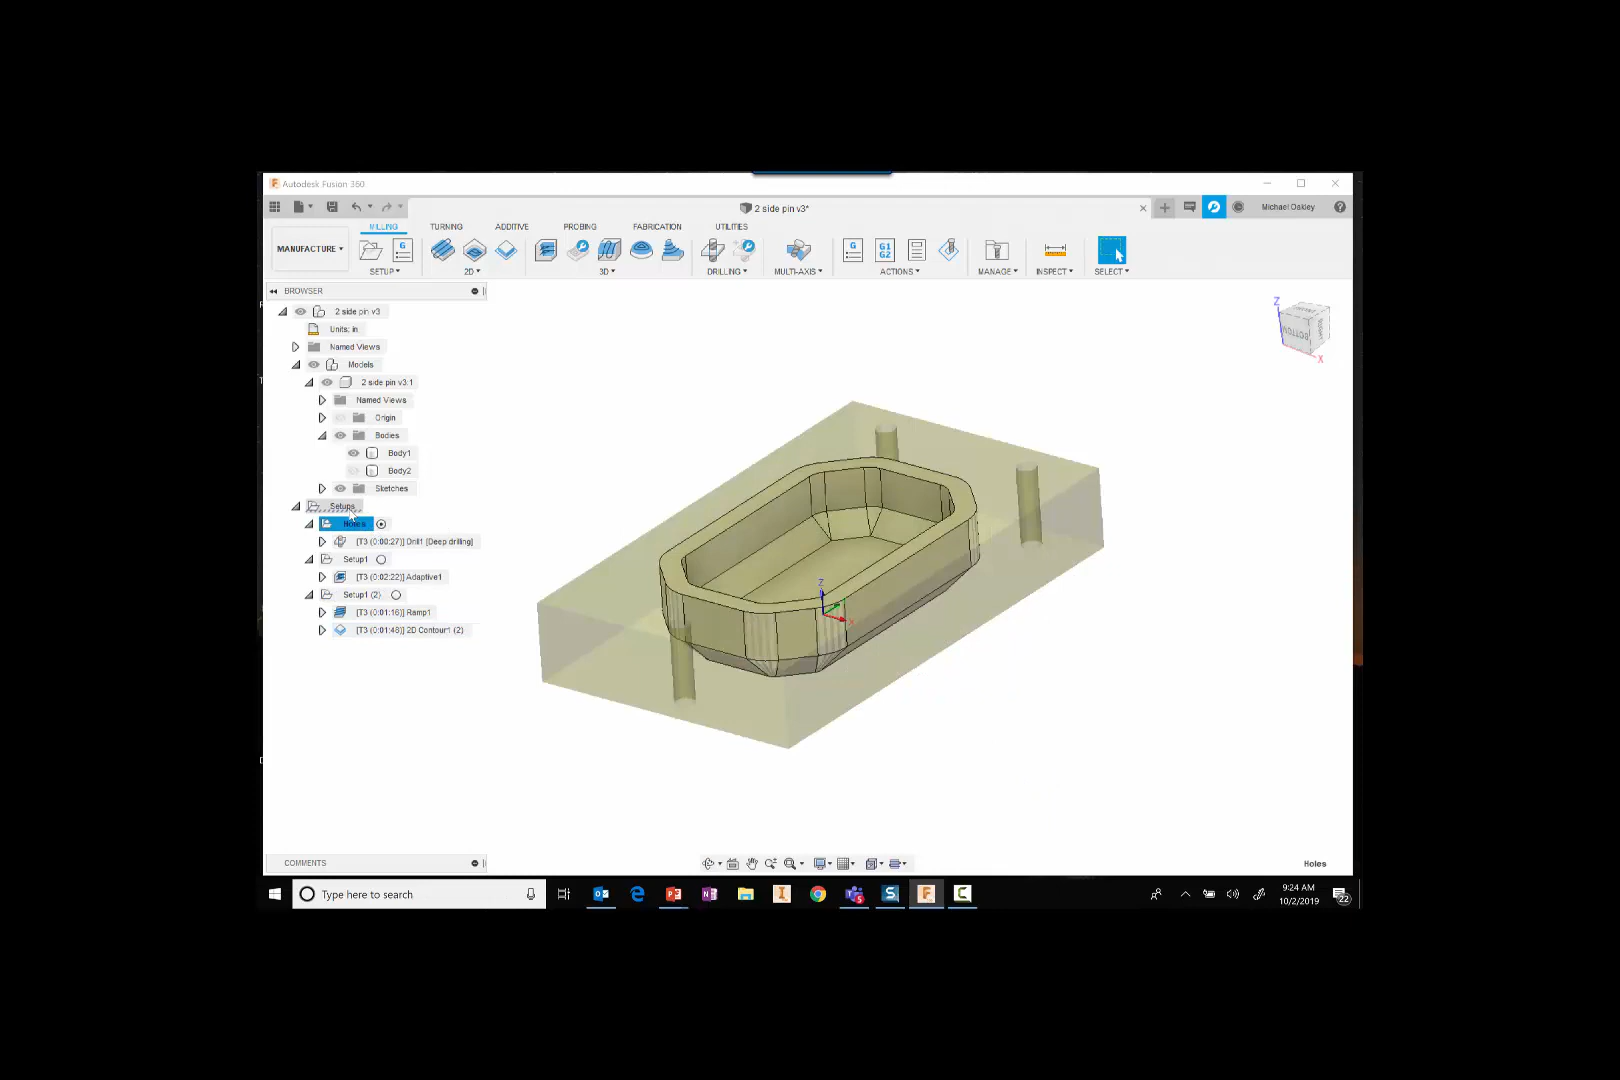 Autodesk Fusion 360
2 side pin v3*
Michael Oakley
MILLING TURNING ADDITIVE PROBING FABRICATION UTILITIES
MANUFACTURE
SETUP 2D 3D DRILLING MULTI-AXIS ACTIONS MANAGE INSPECT SELECT
G G G1 G2
BROWSER
2 side pin v3
Units: in
Named Views
Models
2 side pin v3:1
Named Views
Origin
Bodies
Body1
Body2
Sketches
Setups
Holes
[T3 (0:00:27)] Drill1 [Deep drilling]
Setup1
[T3 (0:02:22)] Adaptive1
Setup1 (2)
[T3 (0:01:16)] Ramp1
[T3 (0:01:48)] 2D Contour1 (2)
Z
BOTTOM
X
Z
COMMENTS
Holes
Type here to search
9:24 AM
10/2/2019
22